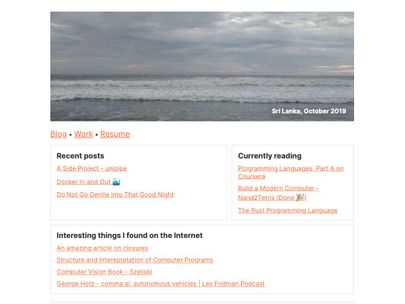 Sri Lanka, October 2019
Blog • Work • Resume
Recent posts
A Side Project - unipipe
Docker In and Out 🐳
Do Not Go Gentle Into That Good Night
Currently reading
Programming Languages, Part A on
Coursera
Build a Modern Computer -
Nand2Tetris (Done 🎉)
The Rust Programming Language
Interesting things I found on the Internet
An amazing article on closures
Structure and Interepretation of Computer Programs
Computer Vision Book - Szeliski
George Hotz - comma.ai, autonomous vehicles | Lex Fridman Podcast